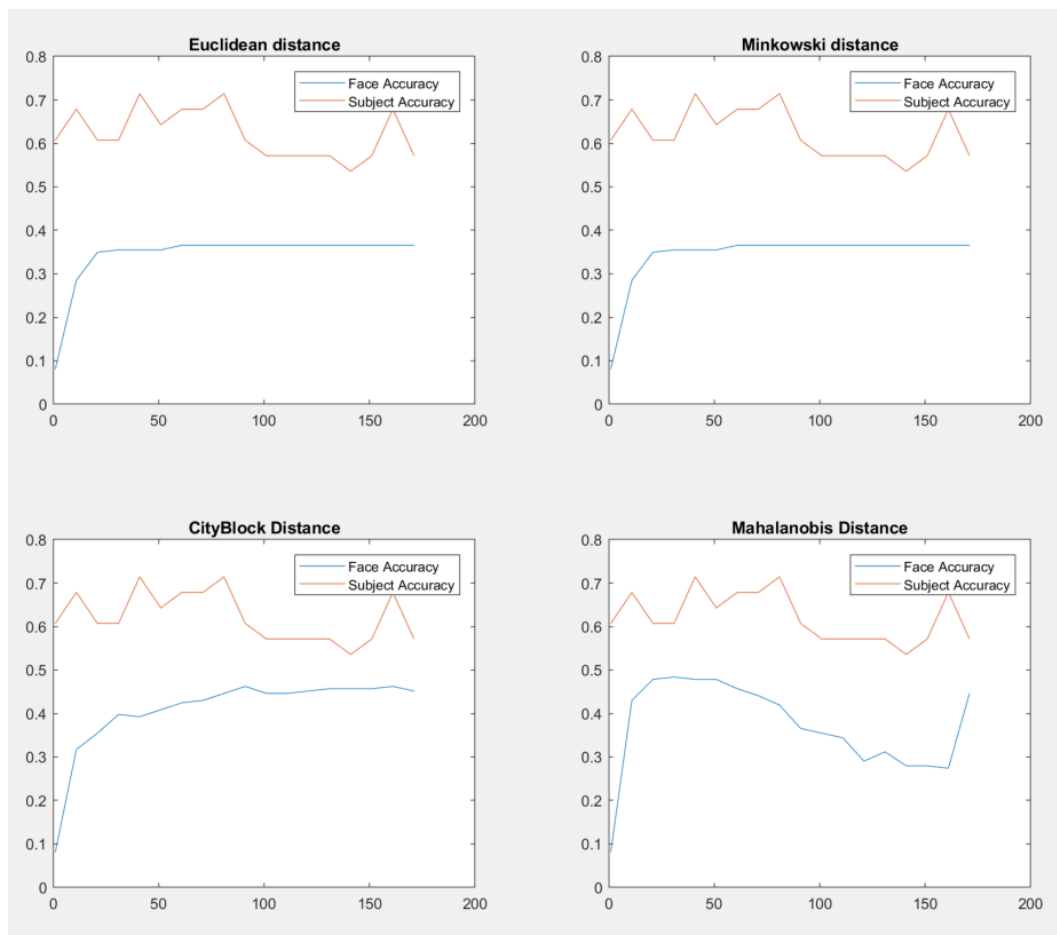 Euclidean distance
0.8
0.7
0.6
0.5
0.4
0.3
0.2
0.1
0
Face Accuracy
Subject Accuracy
0 50 100 150 200
Minkowski distance
0.8
0.7
0.6
0.5
0.4
0.3
0.2
0.1
0
Face Accuracy
Subject Accuracy
0 50 100 150 200
CityBlock Distance
0.8
0.7
0.6
0.5
0.4
0.3
0.2
0.1
0
Face Accuracy
Subject Accuracy
0 50 100 150 200
Mahalanobis Distance
0.8
0.7
0.6
0.5
0.4
0.3
0.2
0.1
0
Face Accuracy
Subject Accuracy
0 50 100 150 200